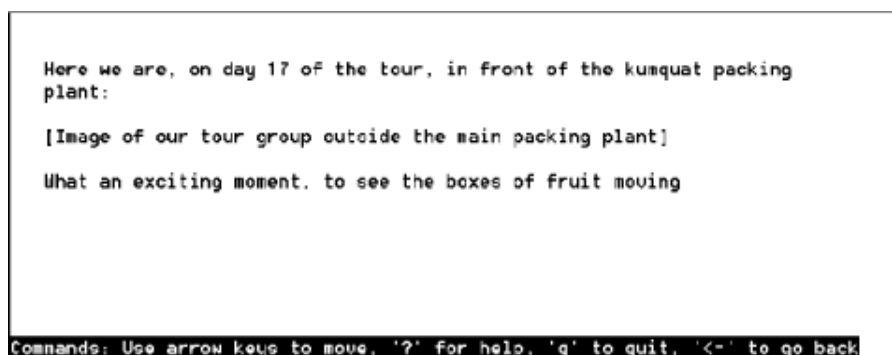 Here we are, on day 17 of the tour, in front of the kumquat packing
plant:
[Image of our tour group outside the main packing plant]
What an exciting moment, to see the boxes of fruit moving
Commands: Use arrow keys to move, '?' for help, 'q' to quit, '<-' to go back